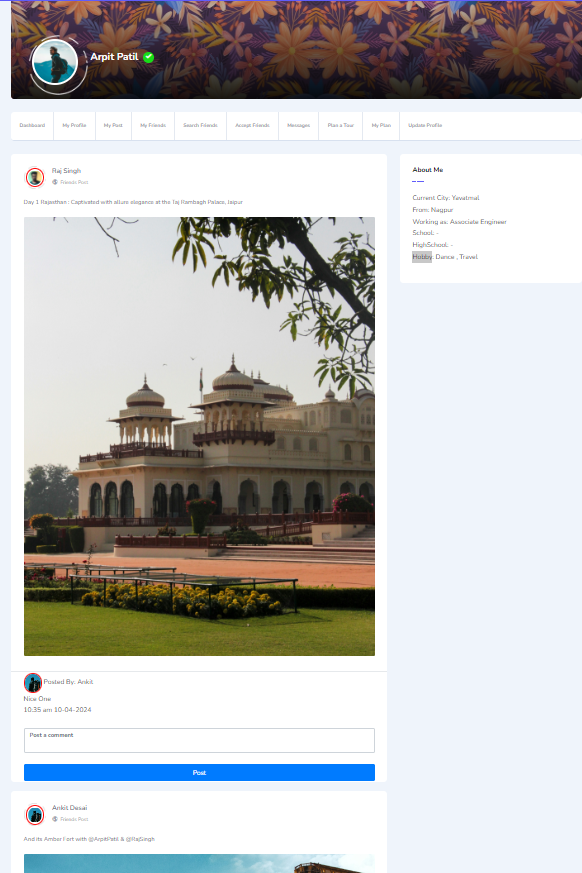 Arpit Patil
Dashboard My Profile My Post My Friends Search Friends Accept Friends Messages Plan a Tour My Plan Update Profile
Raj Singh
Friends Post
Day 1 Rajasthan : Captivated with allure elegance at the Taj Rambagh Palace, Jaipur
Posted By: Ankit
Nice One
10.35 am 10-04-2024
Post a comment
Post
Ankit Desai
Friends Post
And its Amber Fort with @ArpitPatil & @RajSingh
About Me
Current City: Yavatmal
From: Nagpur
Working as: Associate Engineer
School: -
HighSchool: -
Hobby: Dance , Travel